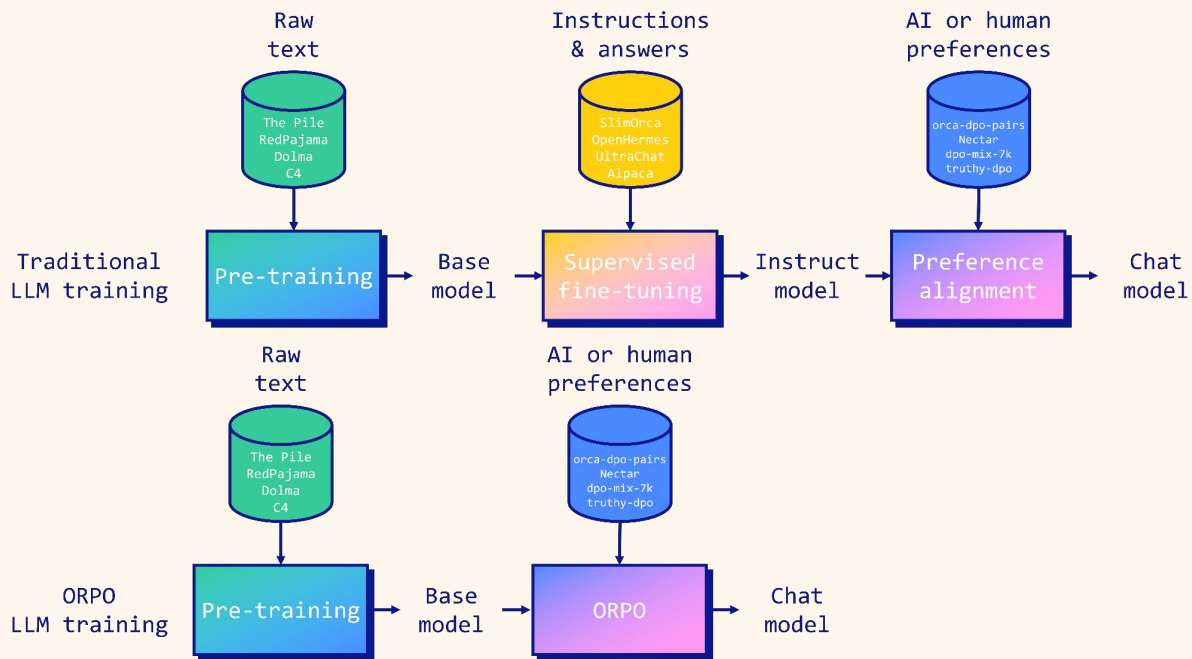 Raw
text
Instructions
& answers
AI or human
preferences
The Pile
RedPajama
Dolma
C4
SlimOrca
OpenHermes
UltraChat
Alpaca
orca-dpo-pairs
Nectar
dpo-mix-7k
truthy-dpo
Traditional
LLM training
Pre-training
Base
model
Supervised
fine-tuning
Instruct
model
Preference
alignment
Chat
model
Raw
text
AI or human
preferences
The Pile
RedPajama
Dolma
C4
orca-dpo-pairs
Nectar
dpo-mix-7k
truthy-dpo
ORPO
LLM training
Pre-training
Base
model
ORPO
Chat
model